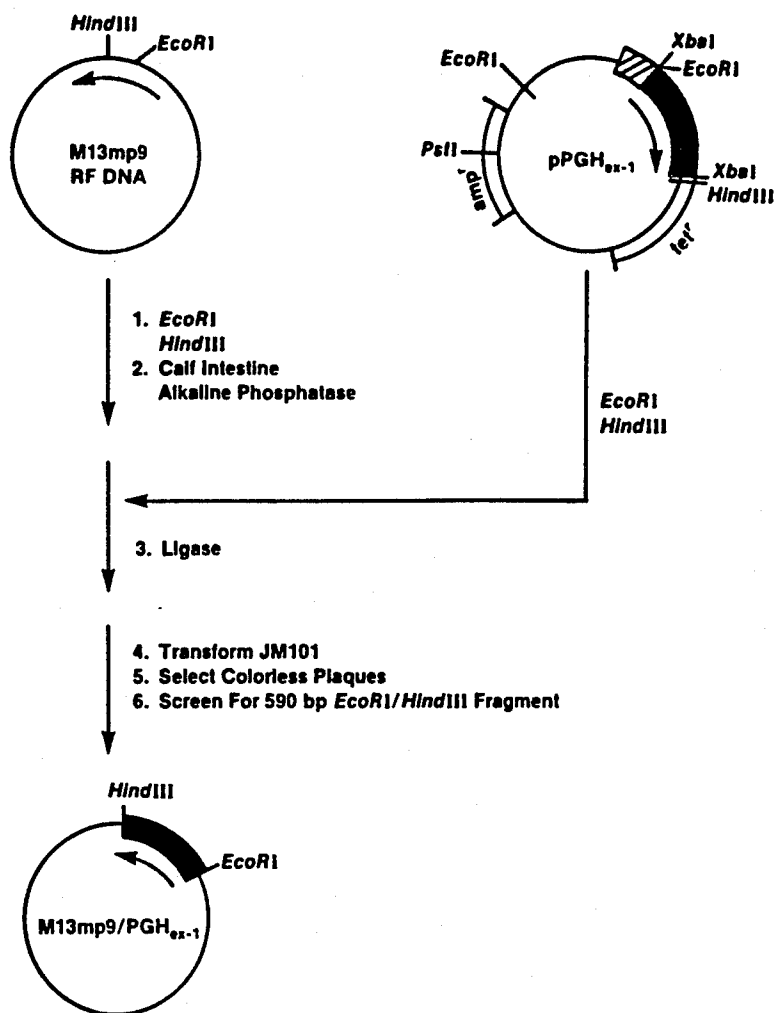 HindIII
EcoRI
M13mp9
RF DNA
EcoRI
XbaI
EcoRI
PstI
ampr
pPGHex-1
XbaI
HindIII
tetr
1. EcoRI
HindIII
2. Calf Intestine
Alkaline Phosphatase
EcoRI
HindIII
3. Ligase
4. Transform JM101
5. Select Colorless Plaques
6. Screen For 590 bp EcoRI/HindIII Fragment
HindIII
EcoRI
M13mp9/PGHex-1